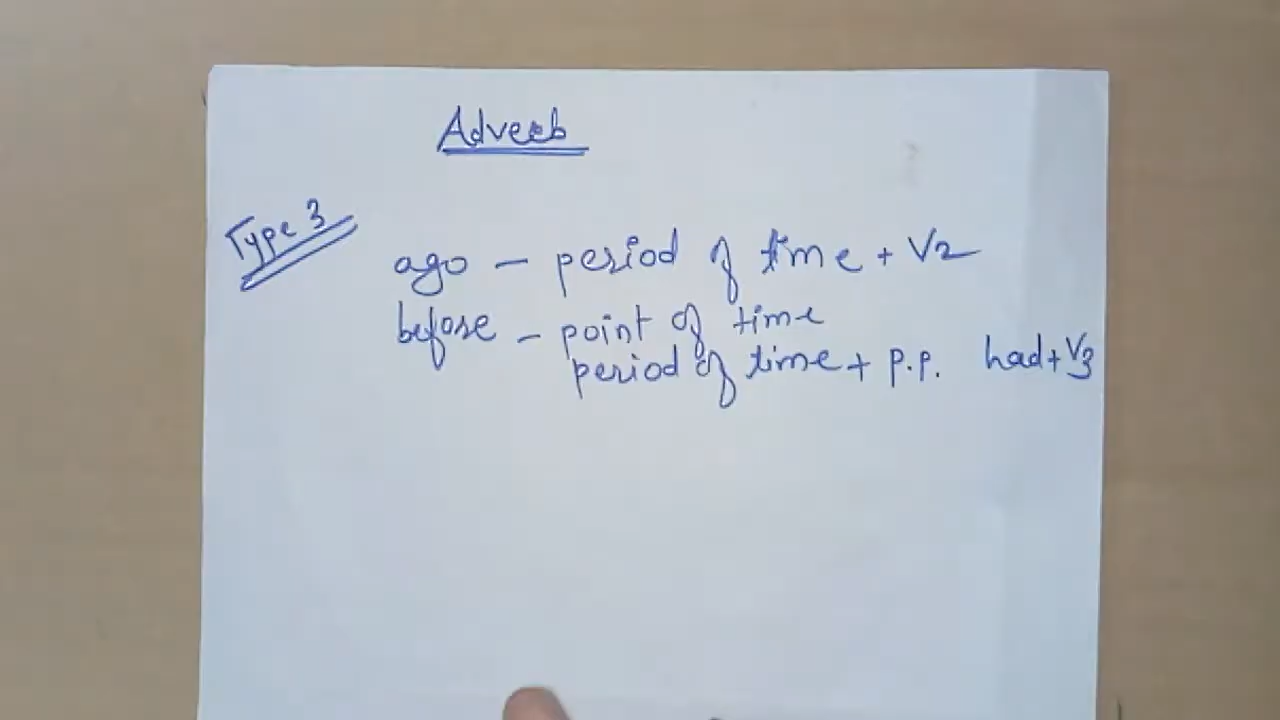 Adverb
Type 3
ago - period of time + V2
before - point of time
period of time + p.p. had + V3